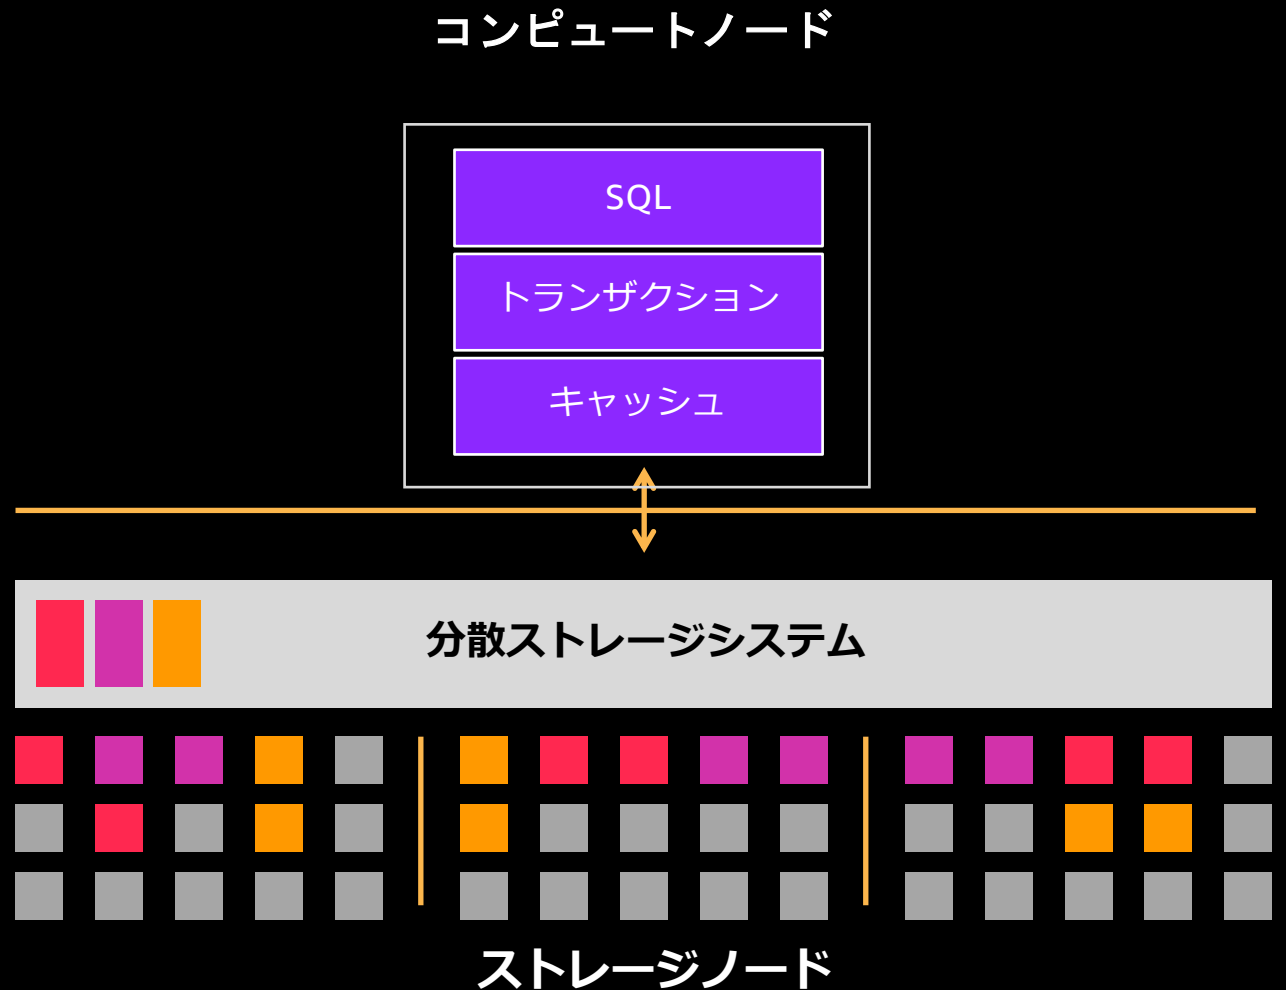 コンピュートノード
SQL
トランザクション
キャッシュ
分散ストレージシステム
ストレージノード